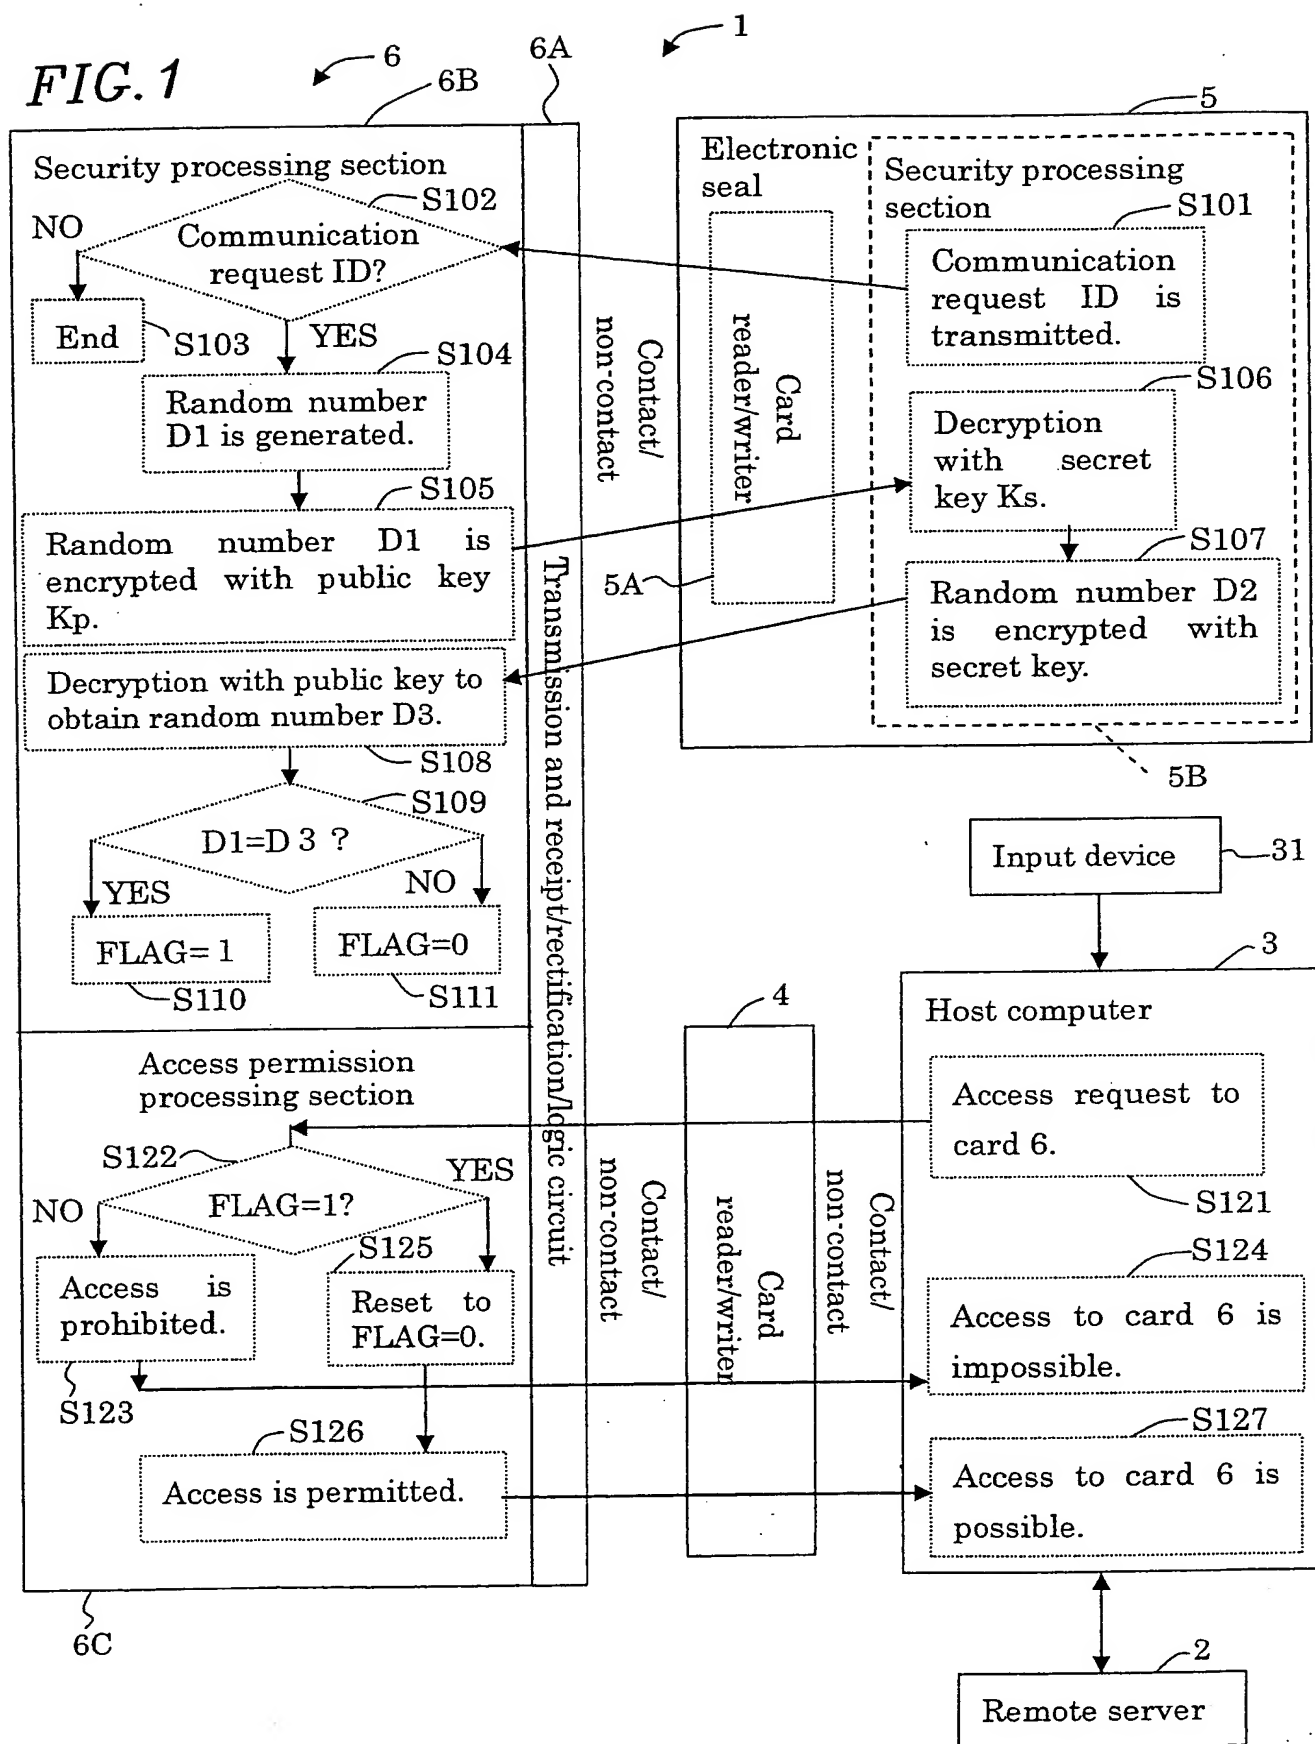 FIG. 1
1
6
6A
6B
5
Security processing section
S102
NO
Communication
request ID?
End
S103
YES
S104
Random number
D1 is generated.
S105
Random number D1 is
encrypted with public key
Kp.
Decryption with public key to
obtain random number D3.
S108
S109
D1=D 3 ?
YES
NO
FLAG= 1
FLAG=0
S110
S111
Transmission and receipt/rectification/logic circuit
Contact/
non-contact
Electronic
seal
Card
reader/writer
5A
Security processing
section
S101
Communication
request ID is
transmitted.
S106
Decryption
with secret
key Ks.
S107
Random number D2
is encrypted with
secret key.
5B
Input device
31
3
Host computer
4
Access permission
processing section
S122
YES
NO
FLAG=1?
S125
Access is
prohibited.
Reset to
FLAG=0.
S123
S126
Access is permitted.
6C
Contact/
non-contact
Card
reader/writer
Contact/
non-contact
Access request to
card 6.
S121
S124
Access to card 6 is
impossible.
S127
Access to card 6 is
possible.
2
Remote server